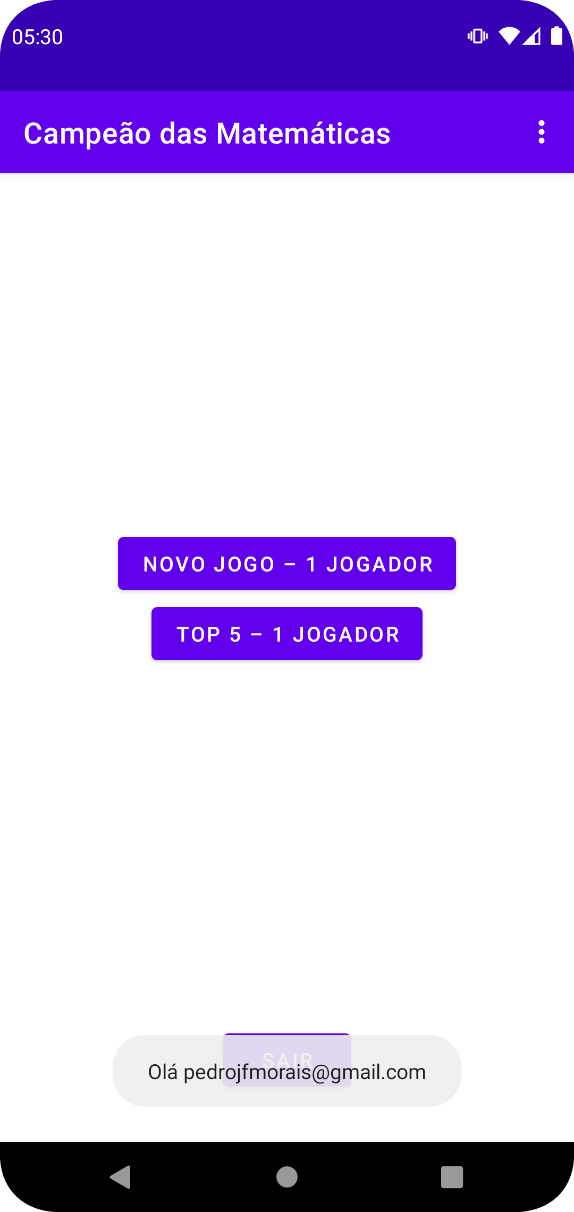 05:30
Campeão das Matemáticas
NOVO JOGO – 1 JOGADOR
TOP 5 – 1 JOGADOR
SAIR
Olá pedrojfmorais@gmail.com